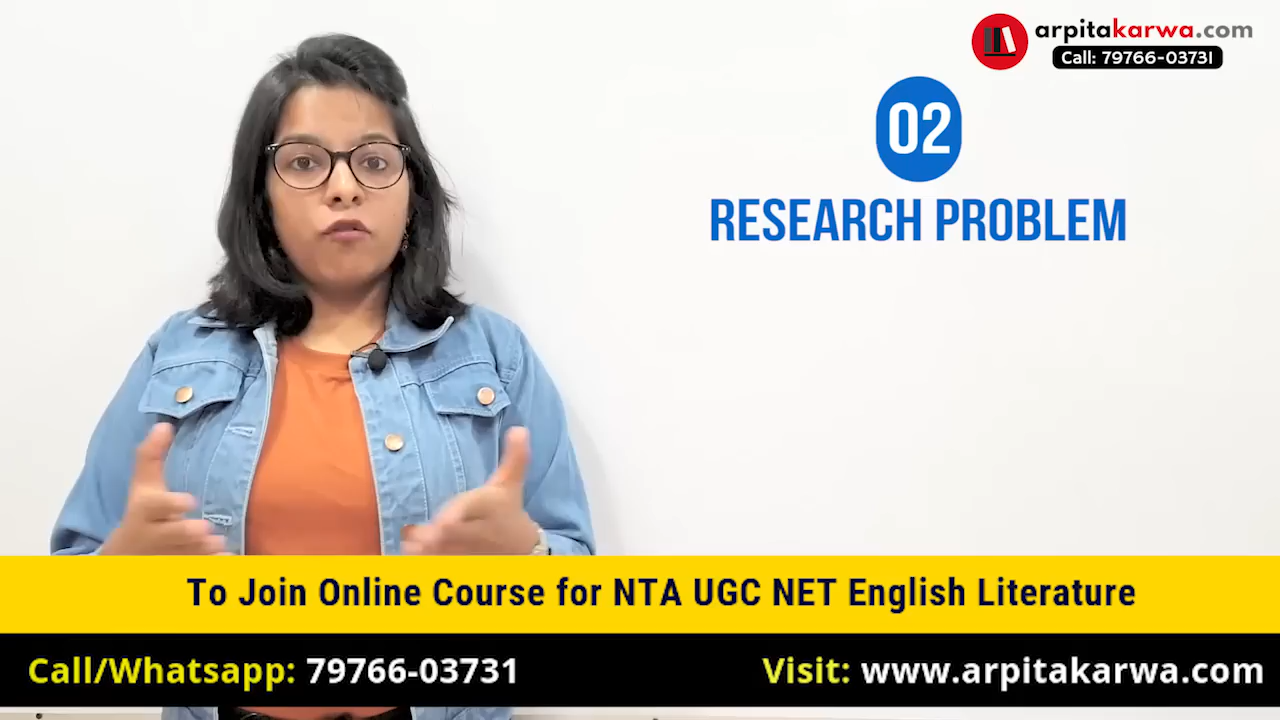 arpitakarwa.com
Call: 79766-03731
02
RESEARCH PROBLEM
To Join Online Course for NTA UGC NET English Literature
Call/Whatsapp: 79766-03731
Visit: www.arpitakarwa.com